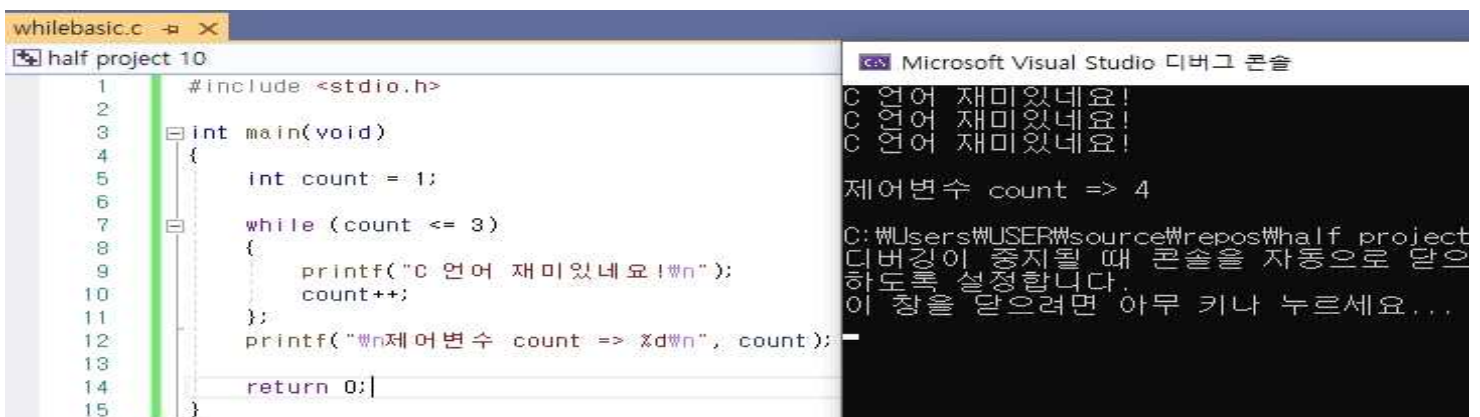 whilebasic.c
half project 10
1 #include <stdio.h>
2
3 int main(void)
4 {
5 int count = 1;
6
7 while (count <= 3)
8 {
9 printf("C 언어 재미있네요!₩n");
10 count++;
11 };
12 printf("₩n제어변수 count => %d₩n", count);
13
14 return 0;
15 }
Microsoft Visual Studio 디버그 콘솔
C 언어 재미있네요!
C 언어 재미있네요!
C 언어 재미있네요!
제어변수 count => 4
C:₩Users₩USER₩source₩repos₩half project
디버깅이 중지될 때 콘솔을 자동으로 닫으
하도록 설정합니다.
이 창을 닫으려면 아무 키나 누르세요...